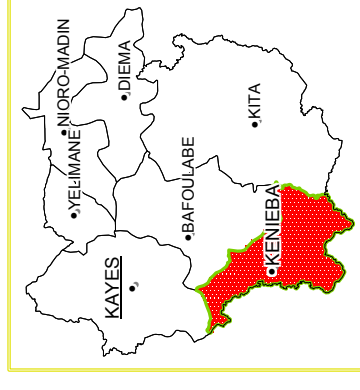 NIORO-MADIN
DIEMA
YELIMANE
KITA
BAFOULABE
KAYES
KENIEBA